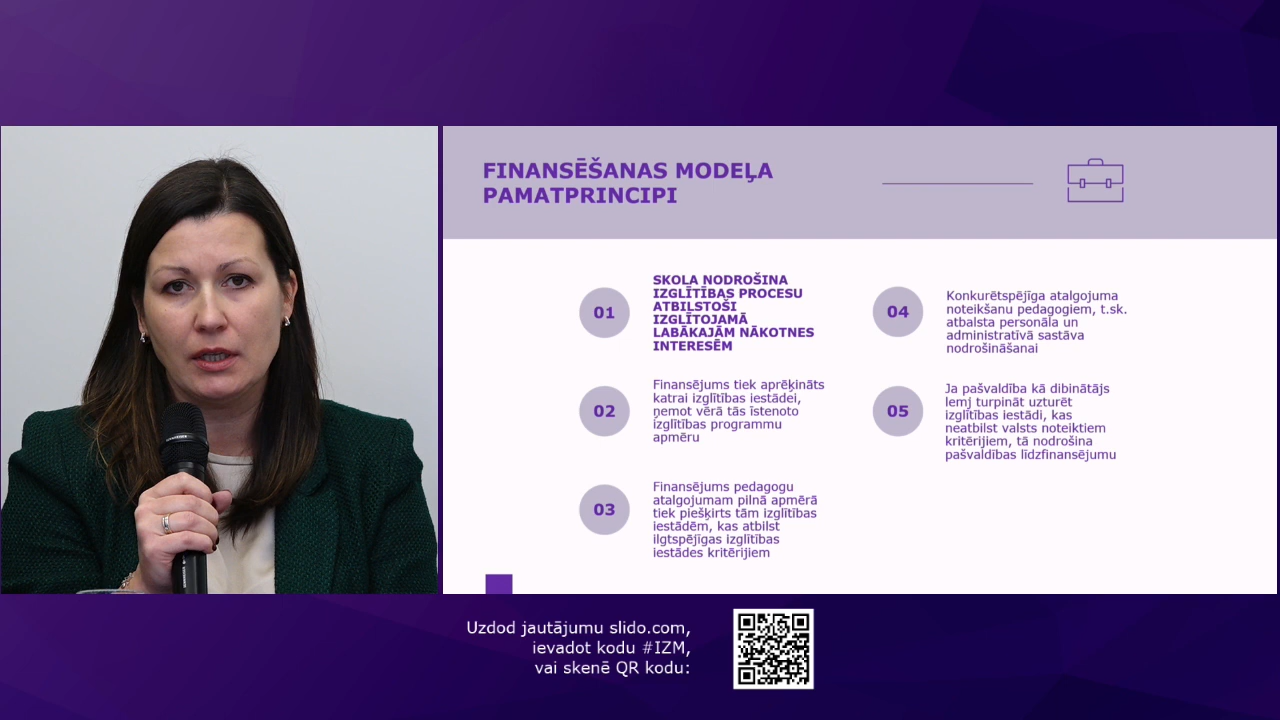 FINANSĒŠANAS MODEĻA
PAMATPRINCIPI
01
SKOLA NODROŠINA
IZGLĪTĪBAS PROCESU
ATBILSTOŠI
IZGLĪTOJAMĀ
LABĀKAJĀM NĀKOTNES
INTERESĒM
02
Finansējums tiek aprēķināts
katrai izglītības iestādei,
ņemot vērā tās īstenoto
izglītības programmu
apmēru
03
Finansējums pedagogu
atalgojumam pilnā apmērā
tiek piešķirts tām izglītības
iestādēm, kas atbilst
ilgtspējīgas izglītības
iestādes kritērijiem
04
Konkurētspējīga atalgojuma
noteikšanu pedagogiem, t.sk.
atbalsta personāla un
administratīvā sastāva
nodrošināšanai
05
Ja pašvaldība kā dibinātājs
lemj turpināt uzturēt
izglītības iestādi, kas
neatbilst valsts noteiktiem
kritērijiem, tā nodrošina
pašvaldības līdzfinansējumu
Uzdod jautājumu slido.com,
ievadot kodu #IZM,
vai skenē QR kodu: